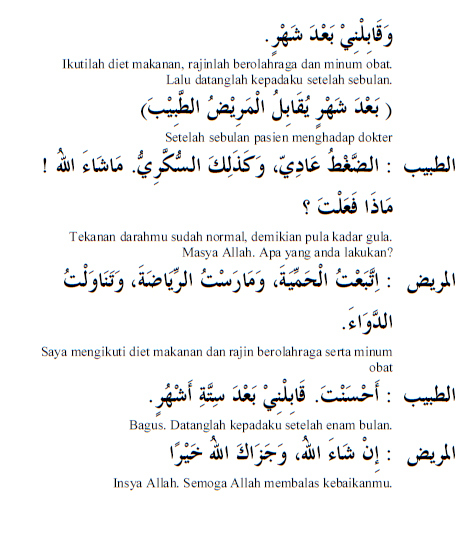 وَقَابِلْنِيْ بَعْدَ شَهْرٍ.
Ikutilah diet makanan, rajinlah berolahraga dan minum obat.
Lalu datanglah kepadaku setelah sebulan.
( بَعْدَ شَهْرٍ يُقَابِلُ الْمَرِيْضُ الطَّبِيْبَ)
Setelah sebulan pasien menghadap dokter
الطبيب : الضَّغْطُ عَادِيّ، وَكَذَلِكَ السُّكَّرِيُّ. مَاشَاءَ اللهُ !
مَاذَا فَعَلْتَ ؟
Tekanan darahmu sudah normal, demikian pula kadar gula.
Masya Allah. Apa yang anda lakukan?
المريض : اِتَّبَعْتُ الْحَمِّيَةَ، وَمَارَسْتُ الرِّيَاضَةَ، وَتَنَاوَلْتُ
الدَّوَاءَ.
Saya mengikuti diet makanan dan rajin berolahraga serta minum
obat
الطبيب : أَحْسَنْتَ. قَابِلْنِيْ بَعْدَ سِتَّةِ أَشْهُرٍ.
Bagus. Datanglah kepadaku setelah enam bulan.
المريض : إِنْ شَاءَ اللهُ، وَجَزَاكَ اللهُ خَيْرًا
Insya Allah. Semoga Allah membalas kebaikanmu.